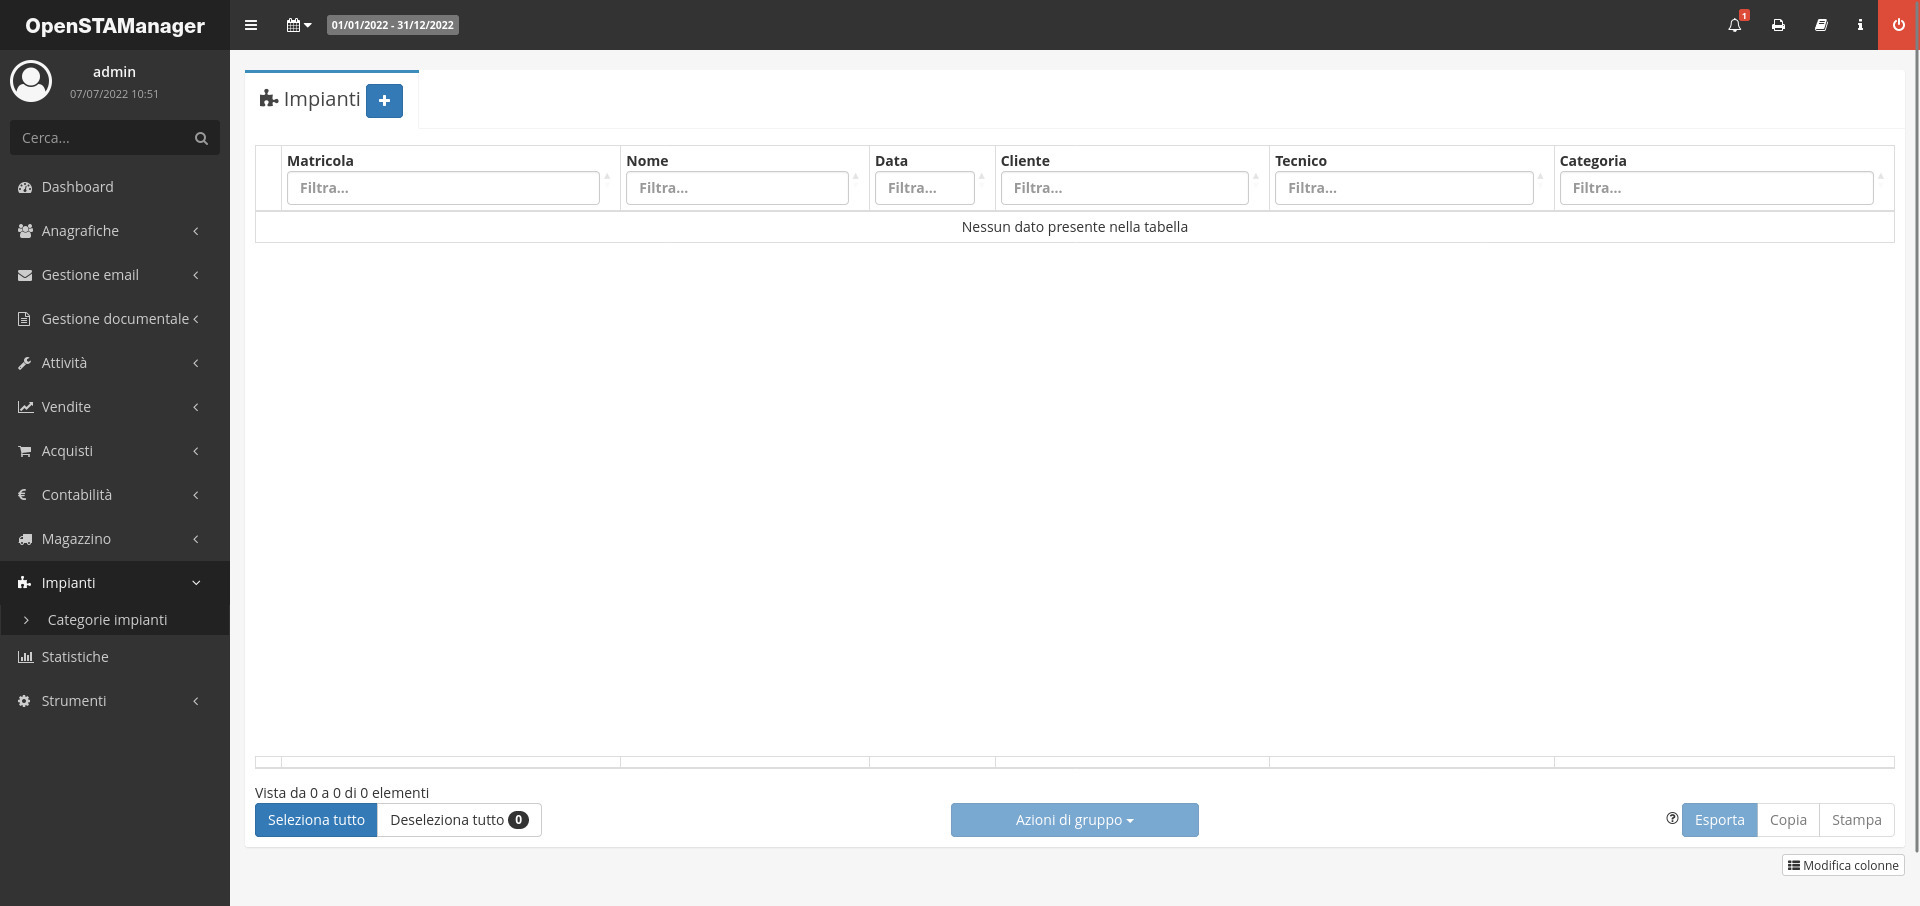 OpenSTAManager
01/01/2022 - 31/12/2022
1
admin
07/07/2022 10:51
Cerca...
Dashboard
Anagrafiche
Gestione email
Gestione documentale
Attività
Vendite
Acquisti
Contabilità
Magazzino
Impianti
Categorie impianti
Statistiche
Strumenti
Impianti
Matricola Nome Data Cliente Tecnico Categoria
Filtra... Filtra... Filtra... Filtra... Filtra... Filtra...
Nessun dato presente nella tabella
Vista da 0 a 0 di 0 elementi
Seleziona tutto Deseleziona tutto 0 Azioni di gruppo Esporta Copia Stampa
Modifica colonne